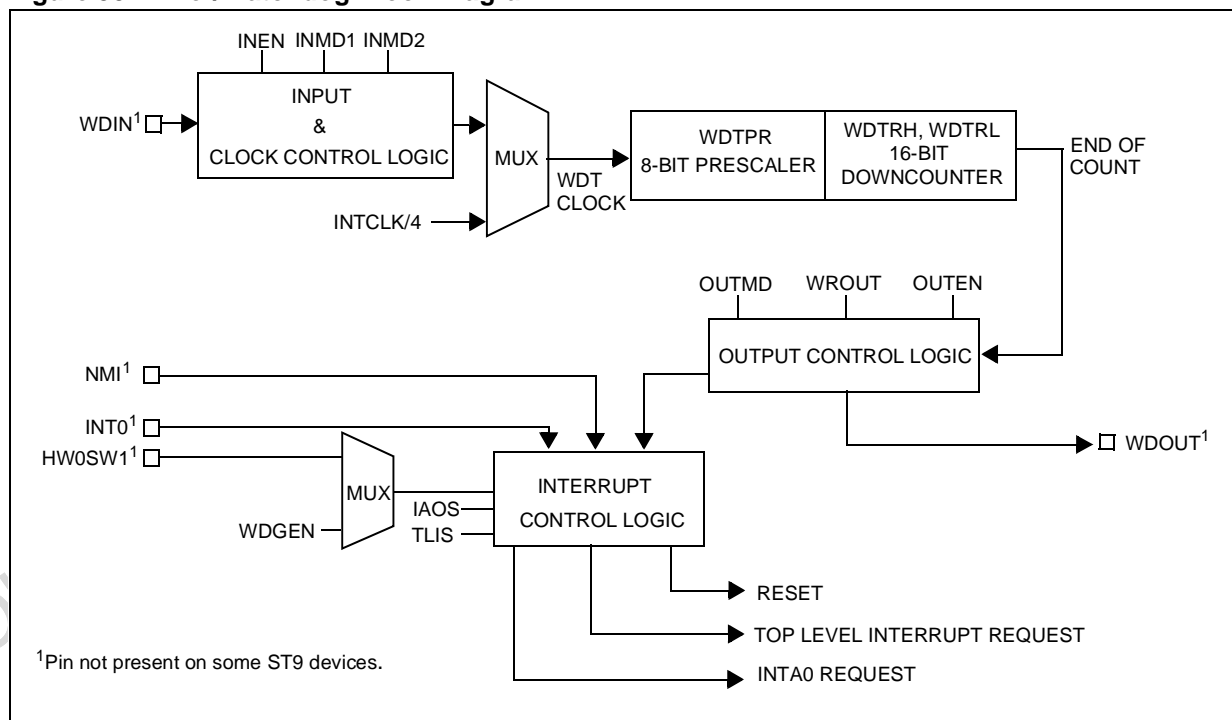 INEN INMD1 INMD2
INPUT
&
CLOCK CONTROL LOGIC
WDIN1
MUX
WDT
CLOCK
INTCLK/4
WDTPR
8-BIT PRESCALER
WDTRH, WDTRL
16-BIT
DOWNCOUNTER
END OF
COUNT
OUTMD WROUT OUTEN
OUTPUT CONTROL LOGIC
NMI1
INT01
HW0SW11
MUX
WDGEN
IAOS
TLIS
INTERRUPT
CONTROL LOGIC
WDOUT1
RESET
TOP LEVEL INTERRUPT REQUEST
INTA0 REQUEST
1Pin not present on some ST9 devices.